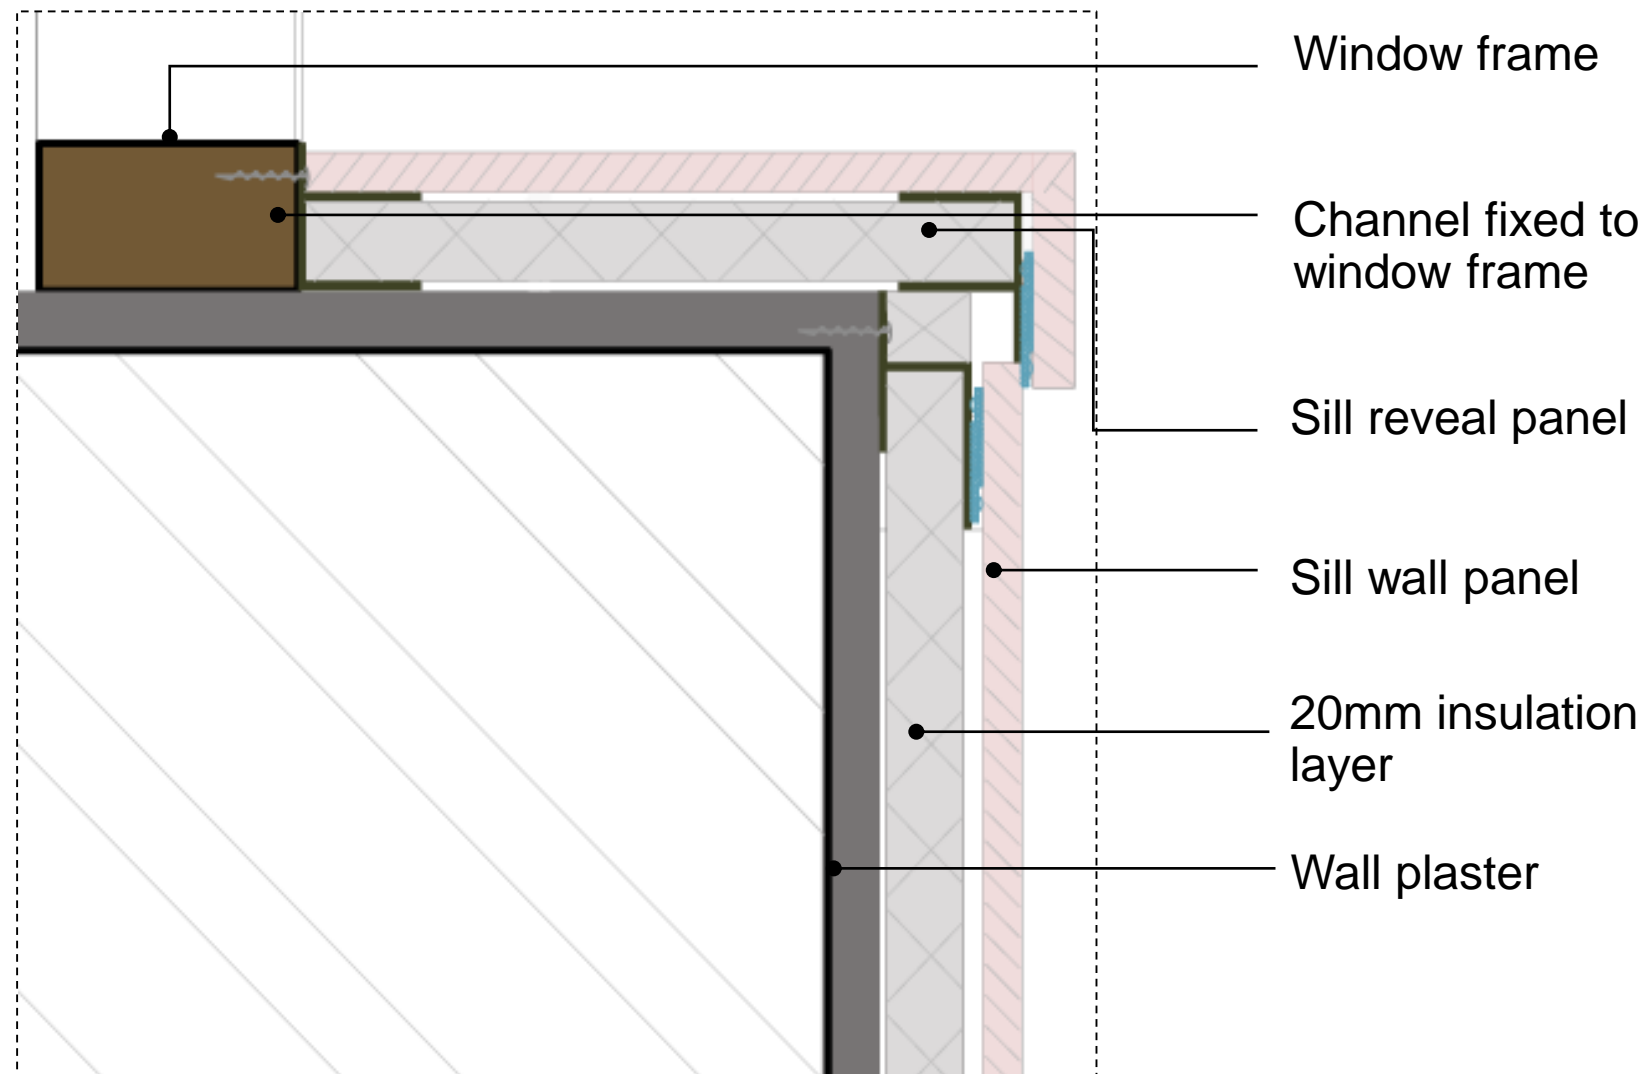 Window frame
Channel fixed to
window frame
Sill reveal panel
Sill wall panel
20mm insulation
layer
Wall plaster